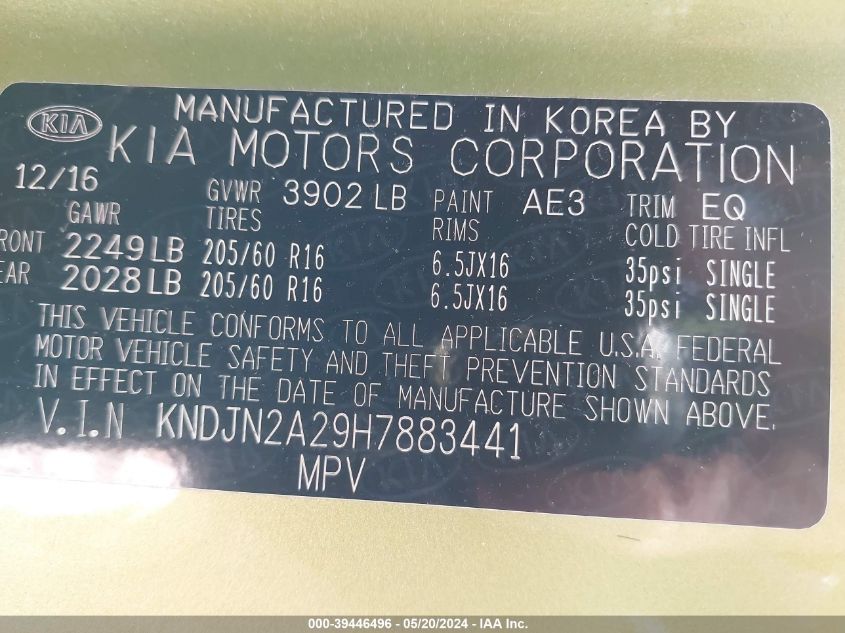 KIA MANUFACTURED IN KOREA BY
KIA MOTORS CORPORATION
12/16 GVWR 3902 LB PAINT AE3 TRIM EQ
GAWR TIRES RIMS COLD TIRE INFL
FRONT 2249 LB 205/60 R16 6.5JX16 35psi SINGLE
EAR 2028 LB 205/60 R16 6.5JX16 35psi SINGLE
THIS VEHICLE CONFORMS TO ALL APPLICABLE U.S.A. FEDERAL
MOTOR VEHICLE SAFETY AND THEFT PREVENTION STANDARDS
IN EFFECT ON THE DATE OF MANUFACTURE SHOWN ABOVE.
V.I.N KNDJN2A29H7883441
MPV
000-39446496 - 05/20/2024 - IAA Inc.